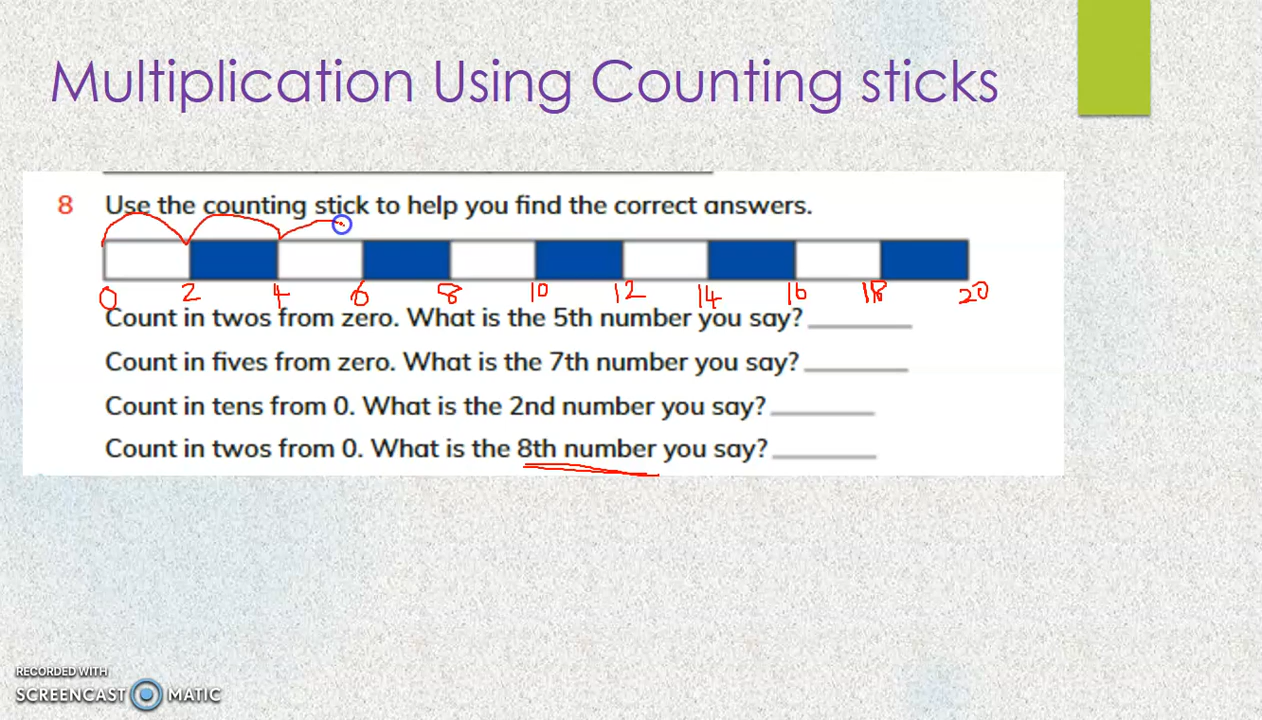 Multiplication Using Counting sticks
8 Use the counting stick to help you find the correct answers.
0 2 4 6 8 10 12 14 16 18 20
Count in twos from zero. What is the 5th number you say?
Count in fives from zero. What is the 7th number you say?
Count in tens from 0. What is the 2nd number you say?
Count in twos from 0. What is the 8th number you say?
RECORDED WITH
SCREENCAST MATIC